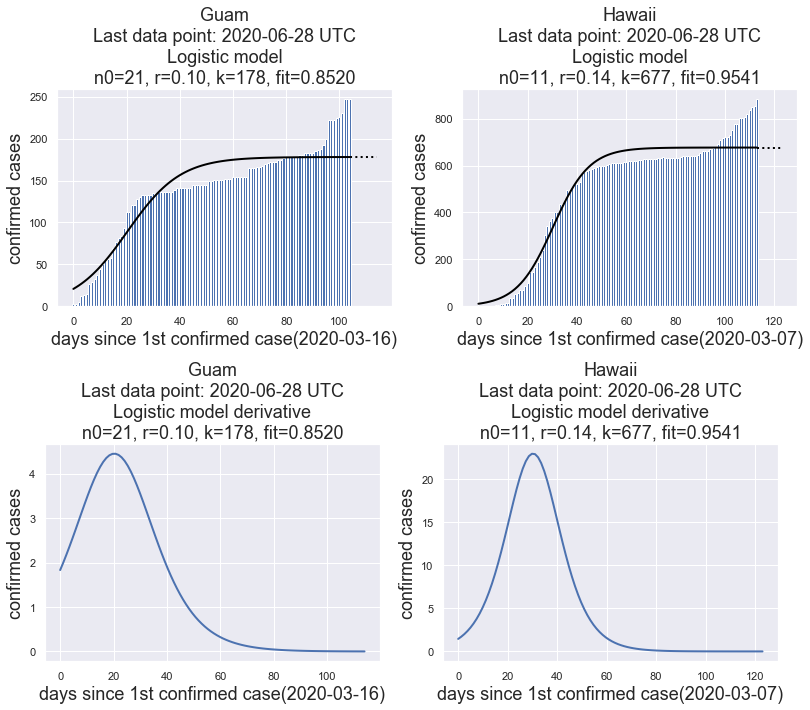 Guam
Last data point: 2020-06-28 UTC
Logistic model
n0=21, r=0.10, k=178, fit=0.8520
250
200
150
100
50
0
confirmed cases
0 20 40 60 80 100
days since 1st confirmed case(2020-03-16)
Hawaii
Last data point: 2020-06-28 UTC
Logistic model
n0=11, r=0.14, k=677, fit=0.9541
800
600
400
200
0
confirmed cases
0 20 40 60 80 100 120
days since 1st confirmed case(2020-03-07)
Guam
Last data point: 2020-06-28 UTC
Logistic model derivative
n0=21, r=0.10, k=178, fit=0.8520
4
3
2
1
0
confirmed cases
0 20 40 60 80 100
days since 1st confirmed case(2020-03-16)
Hawaii
Last data point: 2020-06-28 UTC
Logistic model derivative
n0=11, r=0.14, k=677, fit=0.9541
20
15
10
5
0
confirmed cases
0 20 40 60 80 100 120
days since 1st confirmed case(2020-03-07)